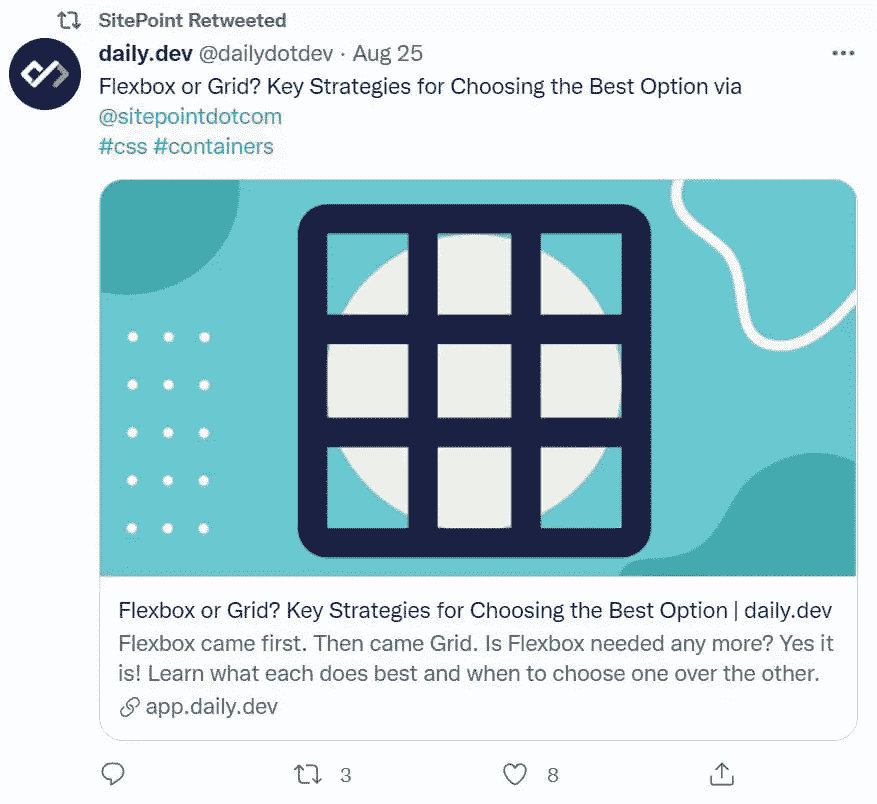 SitePoint Retweeted
daily.dev @dailydotdev · Aug 25
Flexbox or Grid? Key Strategies for Choosing the Best Option via
@sitepointdotcom
#css #containers
Flexbox or Grid? Key Strategies for Choosing the Best Option | daily.dev
Flexbox came first. Then came Grid. Is Flexbox needed any more? Yes it
is! Learn what each does best and when to choose one over the other.
app.daily.dev
3 8